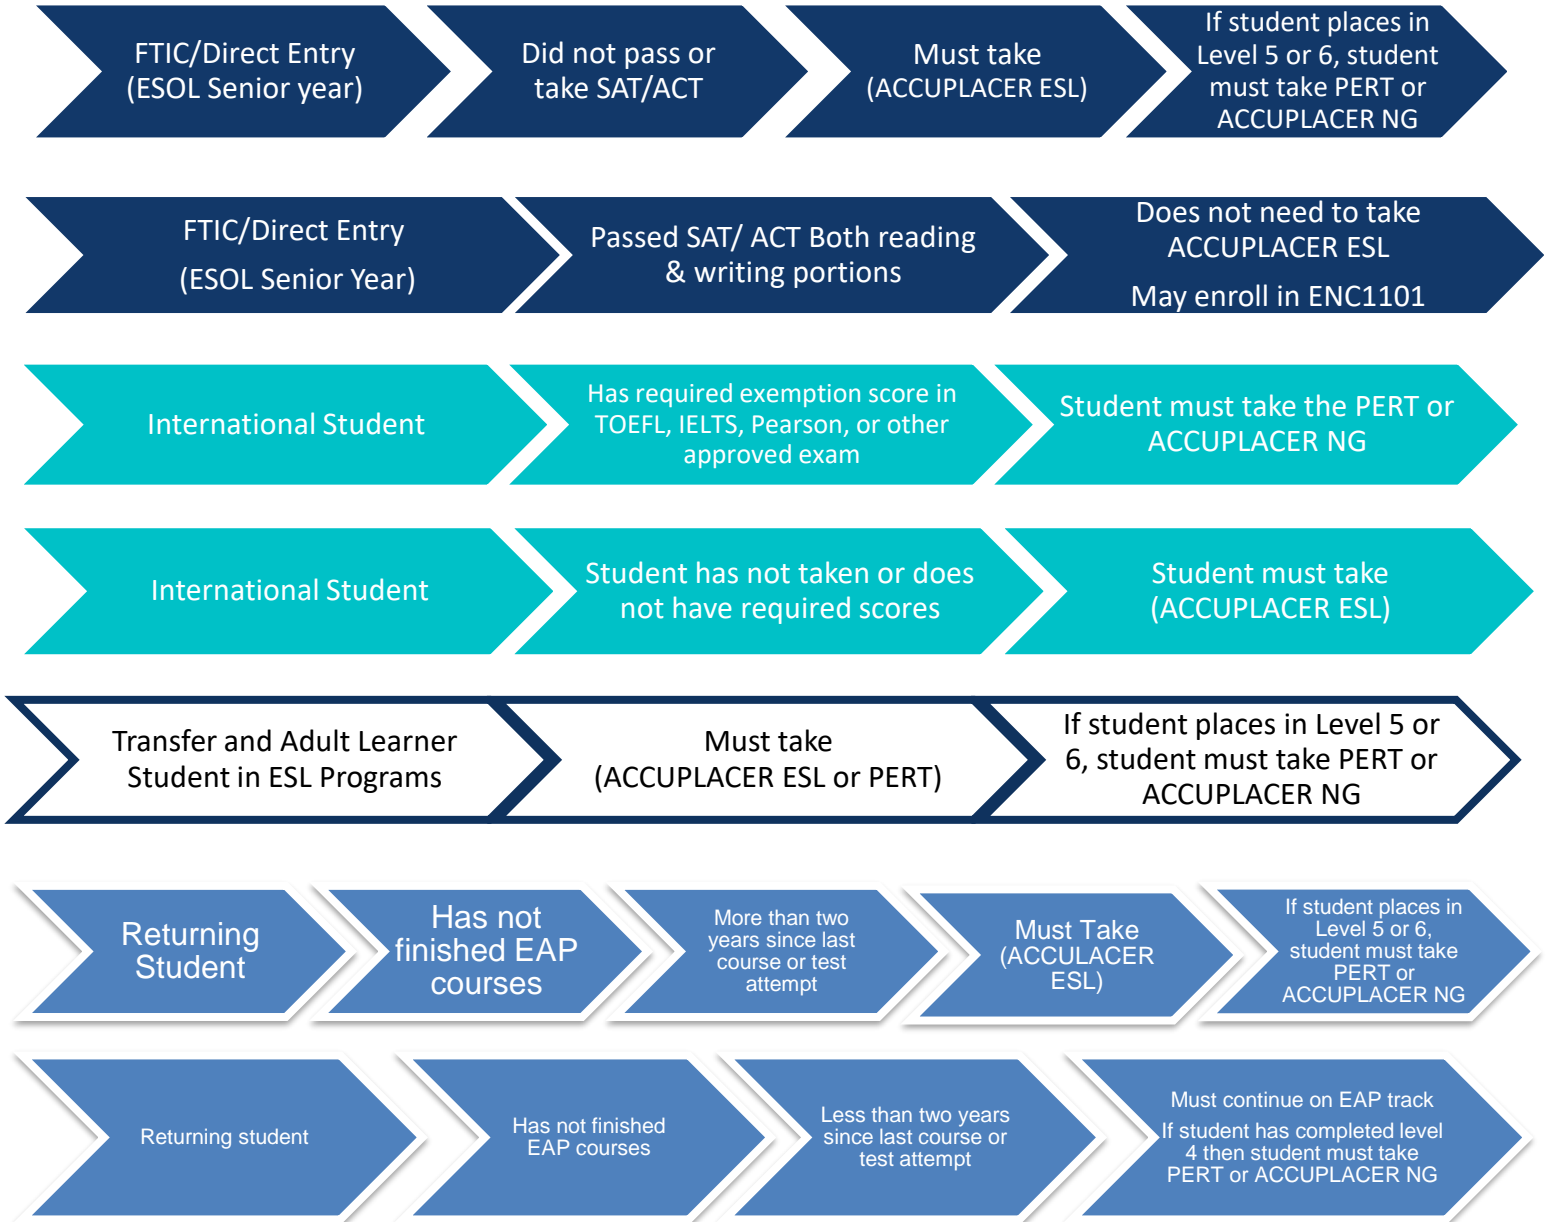 FTIC/Direct Entry
(ESOL Senior year)
Did not pass or
take SAT/ACT
Must take
(ACCUPLACER ESL)
If student places in
Level 5 or 6, student
must take PERT or
ACCUPLACER NG
FTIC/Direct Entry
(ESOL Senior Year)
Passed SAT/ ACT Both reading
& writing portions
Does not need to take
ACCUPLACER ESL
May enroll in ENC1101
International Student
Has required exemption score in
TOEFL, IELTS, Pearson, or other
approved exam
Student must take the PERT or
ACCUPLACER NG
International Student
Student has not taken or does
not have required scores
Student must take
(ACCUPLACER ESL)
Transfer and Adult Learner
Student in ESL Programs
Must take
(ACCUPLACER ESL or PERT)
If student places in Level 5 or
6, student must take PERT or
ACCUPLACER NG
Returning
Student
Has not
finished EAP
courses
More than two
years since last
course or test
attempt
Must Take
(ACCULACER
ESL)
If student places in
Level 5 or 6,
student must take
PERT or
ACCUPLACER NG
Returning student
Has not finished
EAP courses
Less than two years
since last course or
test attempt
Must continue on EAP track
If student has completed level
4 then student must take
PERT or ACCUPLACER NG